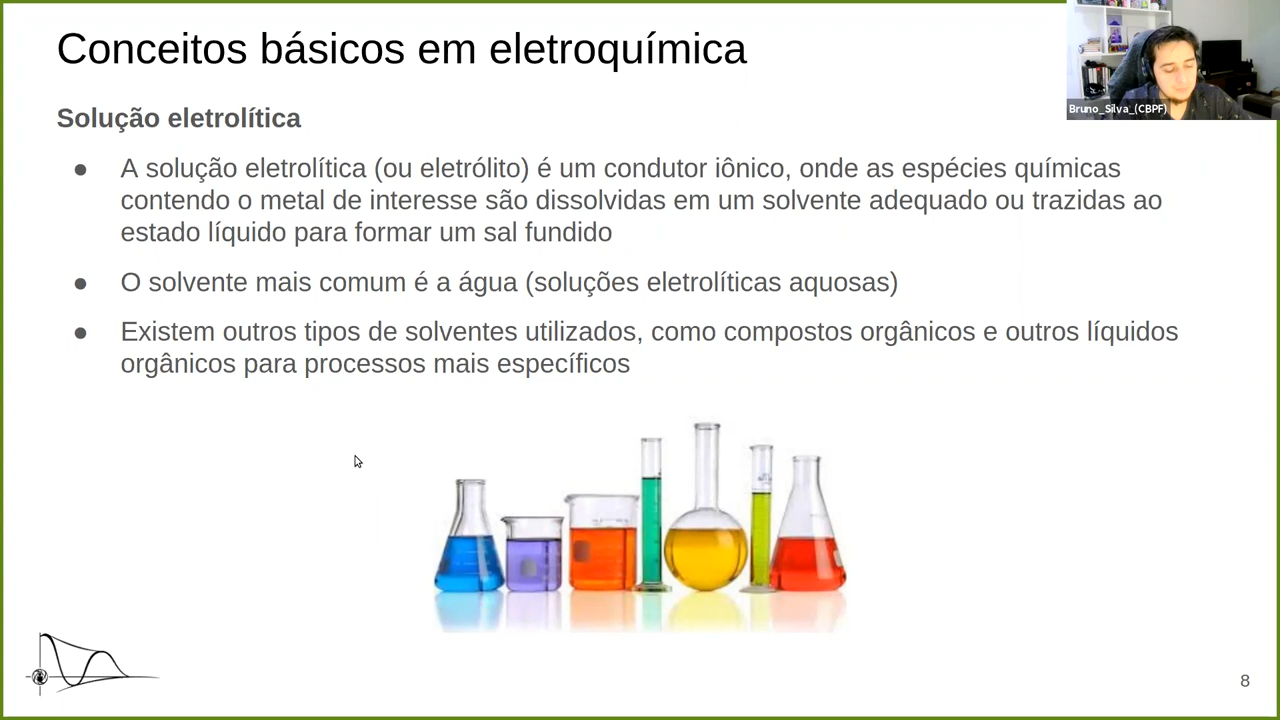 Conceitos básicos em eletroquímica
Bruno_Silva_(CBPF)
Solução eletrolítica
● A solução eletrolítica (ou eletrólito) é um condutor iônico, onde as espécies químicas
contendo o metal de interesse são dissolvidas em um solvente adequado ou trazidas ao
estado líquido para formar um sal fundido
● O solvente mais comum é a água (soluções eletrolíticas aquosas)
● Existem outros tipos de solventes utilizados, como compostos orgânicos e outros líquidos
orgânicos para processos mais específicos
8